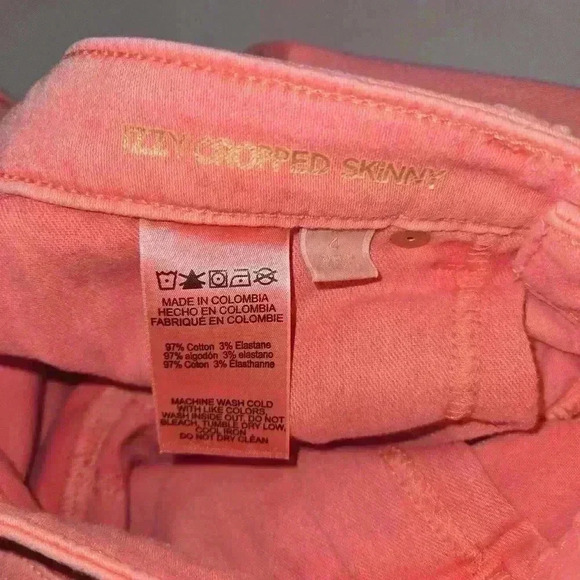 IZZY CROPPED SKINNY
4
MADE IN COLOMBIA
HECHO EN COLOMBIA
FABRIQUÉ EN COLOMBIE
97% Cotton 3% Elastane
97% algodón 3% elastano
97% Coton 3% Elasthanne
MACHINE WASH COLD
WITH LIKE COLORS,
WASH INSIDE OUT, DO NOT
BLEACH, TUMBLE DRY LOW,
COOL IRON
DO NOT DRY CLEAN